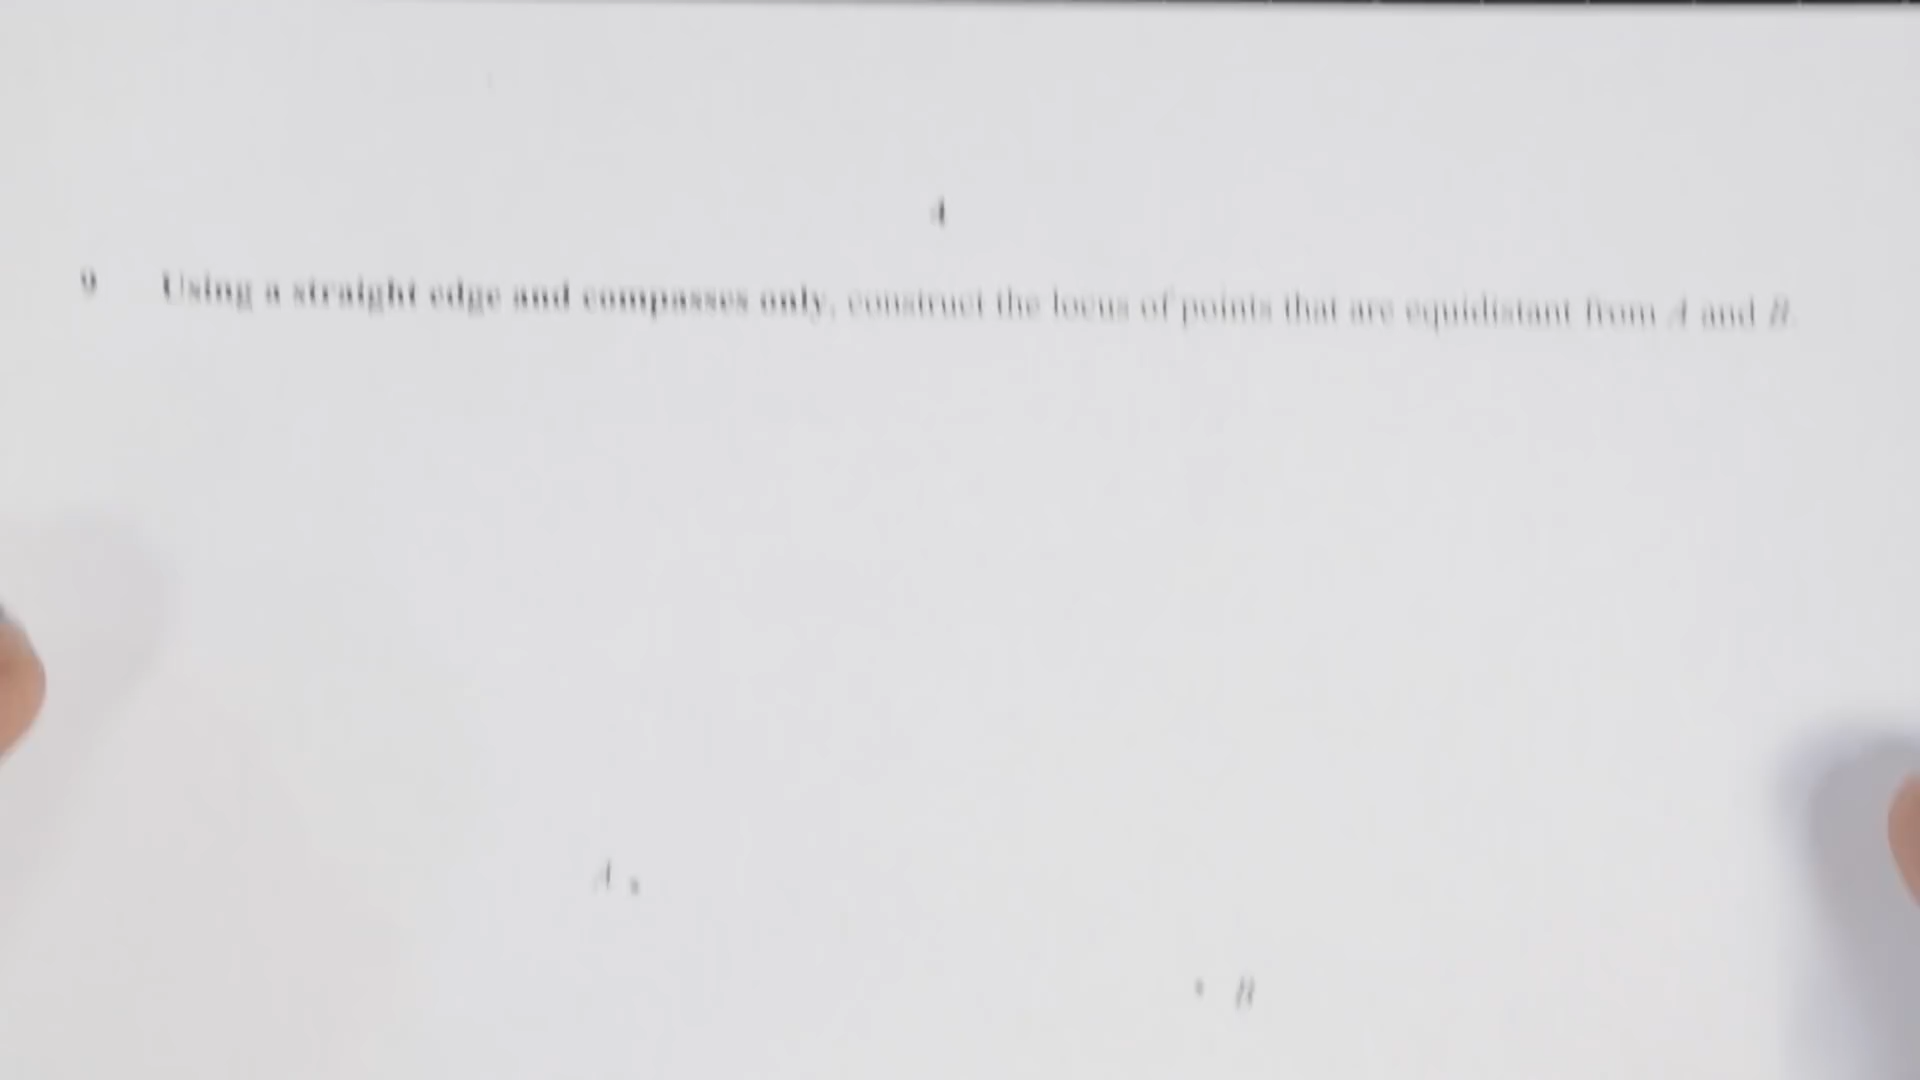 4
9 Using a straight edge and compasses only, construct the locus of points that are equidistant from A and B.
A
B